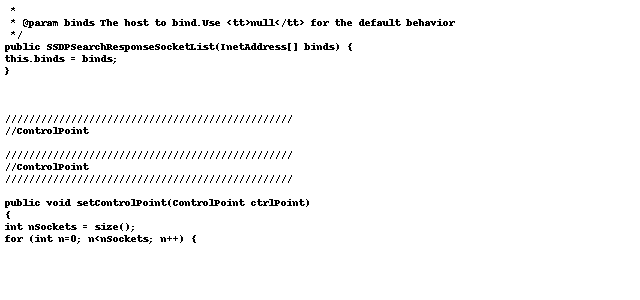 *
* @param binds The host to bind.Use <tt>null</tt> for the default behavior
*/
public SSDPSearchResponseSocketList(InetAddress[] binds) {
this.binds = binds;
}
////////////////////////////////////////////////
//ControlPoint
////////////////////////////////////////////////
//ControlPoint
////////////////////////////////////////////////
public void setControlPoint(ControlPoint ctrlPoint)
{
int nSockets = size();
for (int n=0; n<nSockets; n++) {